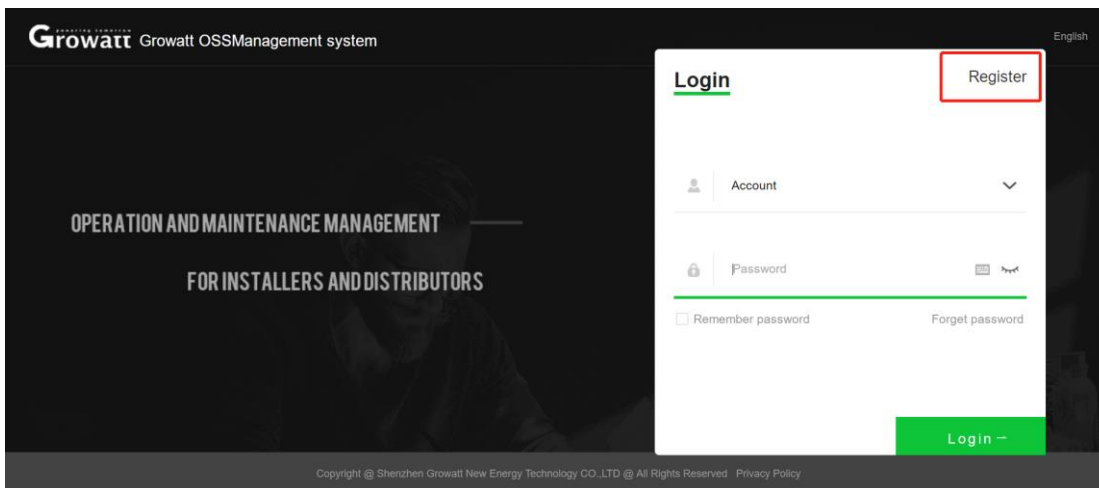 Growatt Growatt OSSManagement system
English
Login
Register
Account
OPERATION AND MAINTENANCE MANAGEMENT
FOR INSTALLERS AND DISTRIBUTORS
Password
Remember password
Forget password
Login
Copyright @ Shenzhen Growatt New Energy Technology CO.,LTD @ All Rights Reserved Privacy Policy